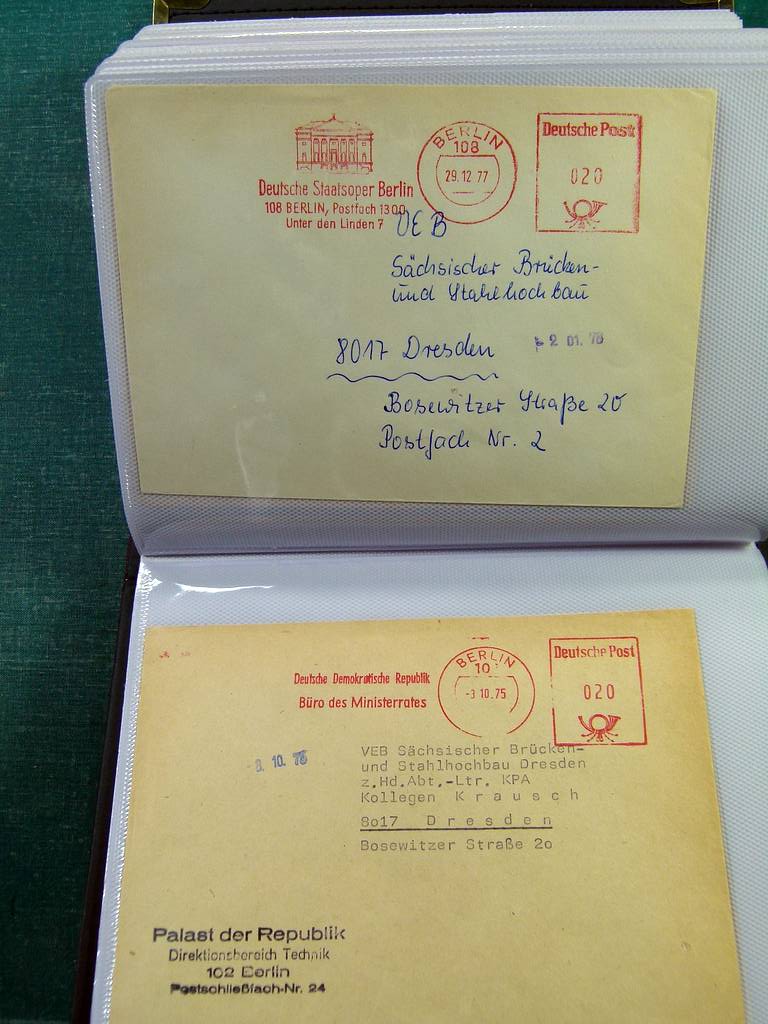 Deutsche Staatsoper Berlin
108 BERLIN, Postfach 1300
Unter den Linden 7
BERLIN
108
29.12.77
Deutsche Post
020
VEB
Sächsischer Brücken-
und Stahlhochbau
8017 Dresden
2 01. 78
Bosewitzer Straße 20
Postfach Nr. 2
Deutsche Demokratische Republik
Büro des Ministerrates
BERLIN
10
-3 10.75
Deutsche Post
020
8. 10. 75
VEB Sächsischer Brücken-
und Stahlhochbau Dresden
z.Hd.Abt.-Ltr. KPA
Kollegen K r a u s c h
8o17 D r e s d e n
Bosewitzer Straße 2o
Palast der Republik
Direktionsbereich Technik
102 Berlin
Postschließfach-Nr. 24